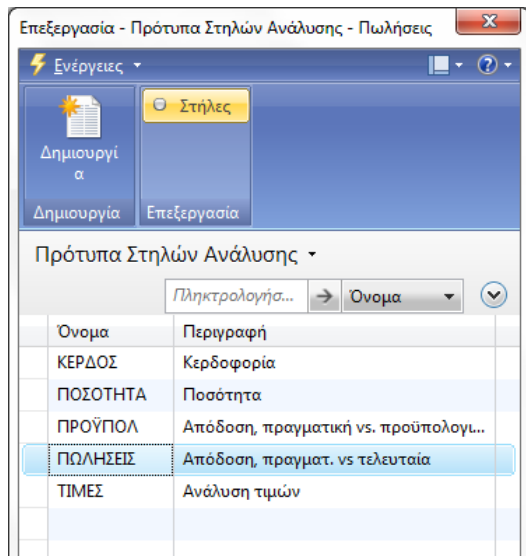 Επεξεργασία - Πρότυπα Στηλών Ανάλυσης - Πωλήσεις
Ενέργειες
Δημιουργί
α
Στήλες
Δημιουργία Επεξεργασία
Πρότυπα Στηλών Ανάλυσης
Πληκτρολογήσ... Όνομα
Όνομα Περιγραφή
ΚΕΡΔΟΣ Κερδοφορία
ΠΟΣΟΤΗΤΑ Ποσότητα
ΠΡΟΫΠΟΛ Απόδοση, πραγματική vs. προϋπολογι...
ΠΩΛΗΣΕΙΣ Απόδοση, πραγματ. vs τελευταία
ΤΙΜΕΣ Ανάλυση τιμών